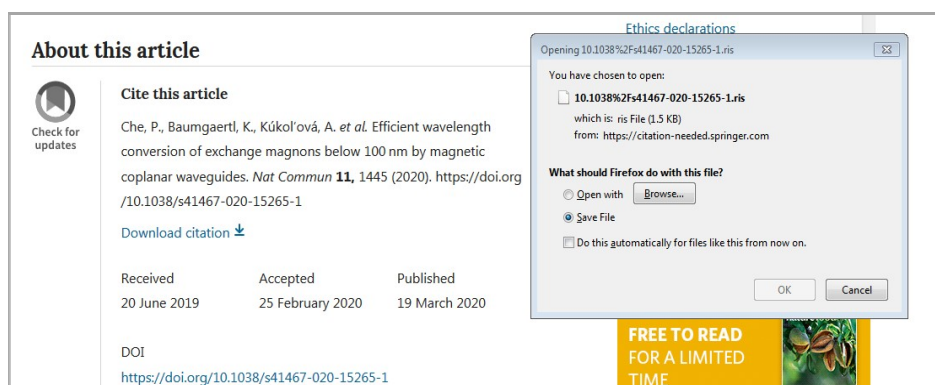 Ethics declarations
About this article
Check for
updates
Cite this article
Che, P., Baumgaertl, K., Kúkol'ová, A. et al. Efficient wavelength
conversion of exchange magnons below 100 nm by magnetic
coplanar waveguides. Nat Commun 11, 1445 (2020). https://doi.org
/10.1038/s41467-020-15265-1
Download citation
Received
Accepted
Published
20 June 2019
25 February 2020
19 March 2020
DOI
https://doi.org/10.1038/s41467-020-15265-1
Opening 10.1038%2Fs41467-020-15265-1.ris
You have chosen to open:
10.1038%2Fs41467-020-15265-1.ris
which is: ris File (1.5 KB)
from: https://citation-needed.springer.com
What should Firefox do with this file?
Open with
Browse...
Save File
Do this automatically for files like this from now on.
OK
Cancel
FREE TO READ
FOR A LIMITED
TIME